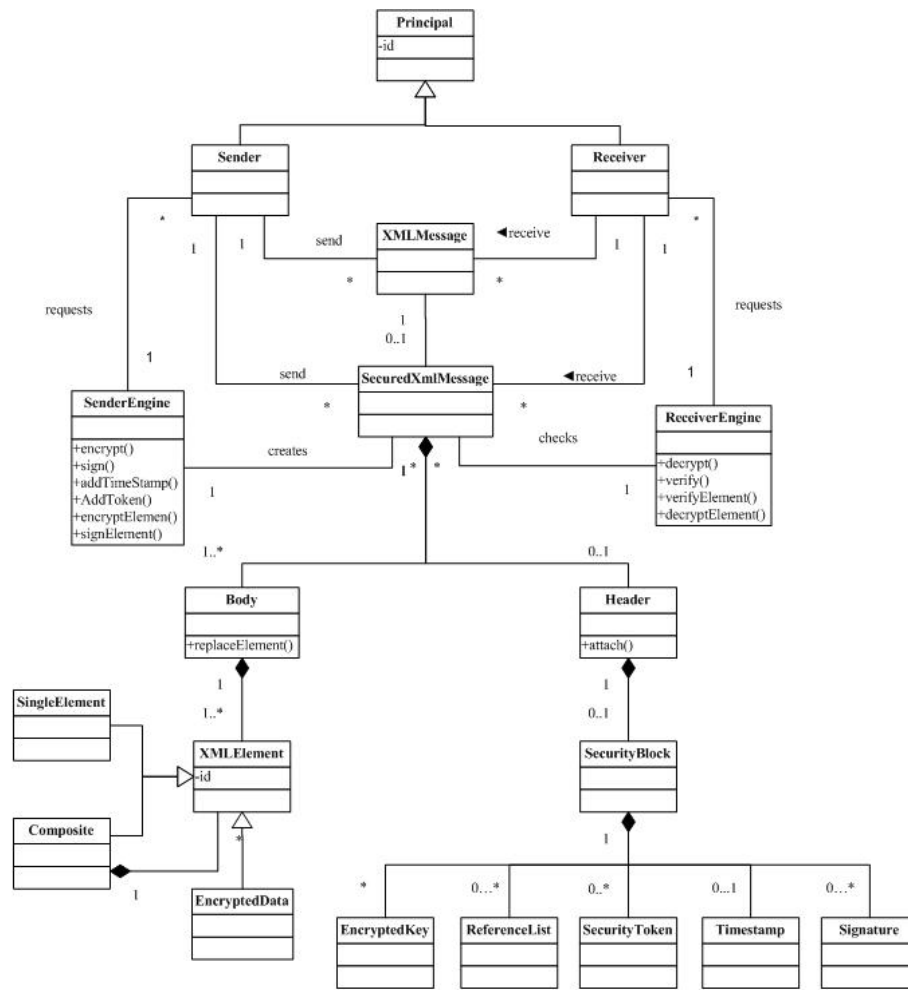 Principal
-id
Sender
Receiver
*
1
1
send
XMLMessage
◄receive
1
1
*
*
*
requests
1
0..1
requests
1
send
SecuredXmlMessage
◄receive
1
*
*
SenderEngine
+encrypt()
+sign()
+addTimeStamp()
+AddToken()
+encryptElemen()
+signElement()
creates
1
1
*
*
checks
1
ReceiverEngine
+decrypt()
+verify()
+verifyElement()
+decryptElement()
1..*
0..1
Body
+replaceElement()
Header
+attach()
1
1..*
1
0..1
SingleElement
XMLElement
-id
SecurityBlock
Composite
1
*
EncryptedData
1
*
0...*
0..*
0...1
0...*
EncryptedKey
ReferenceList
SecurityToken
Timestamp
Signature